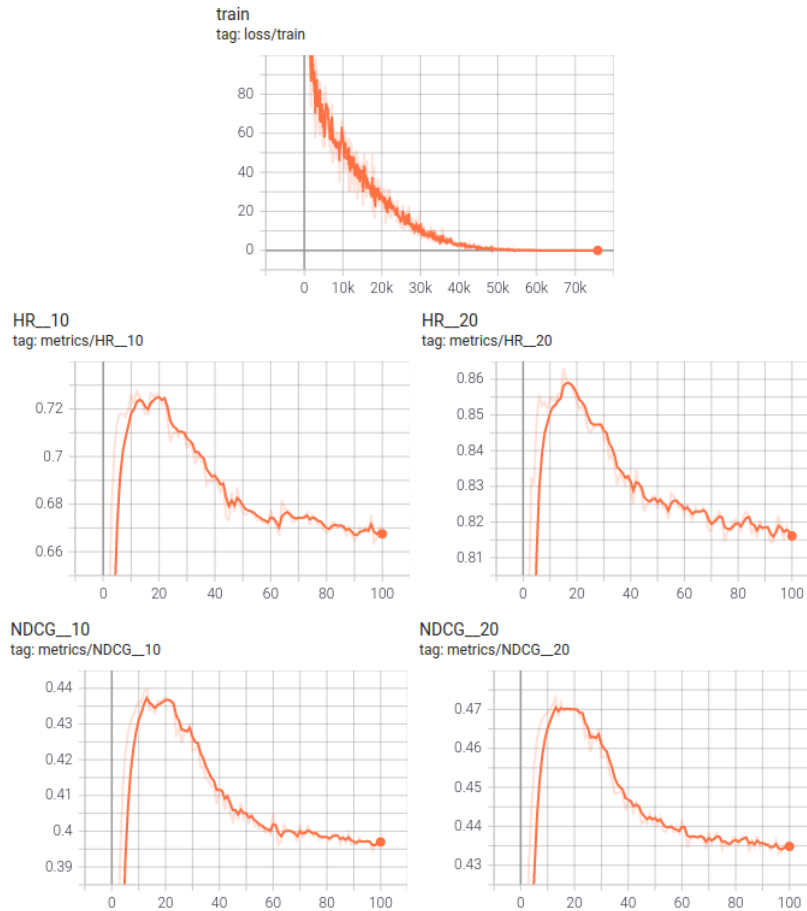 train
tag: loss/train
80
60
40
20
0
0 10k 20k 30k 40k 50k 60k 70k
HR__10
tag: metrics/HR__10
0.72
0.7
0.68
0.66
0 20 40 60 80 100
HR__20
tag: metrics/HR__20
0.86
0.85
0.84
0.83
0.82
0.81
0 20 40 60 80 100
NDCG__10
tag: metrics/NDCG__10
0.44
0.43
0.42
0.41
0.4
0.39
0 20 40 60 80 100
NDCG__20
tag: metrics/NDCG__20
0.47
0.46
0.45
0.44
0.43
0 20 40 60 80 100